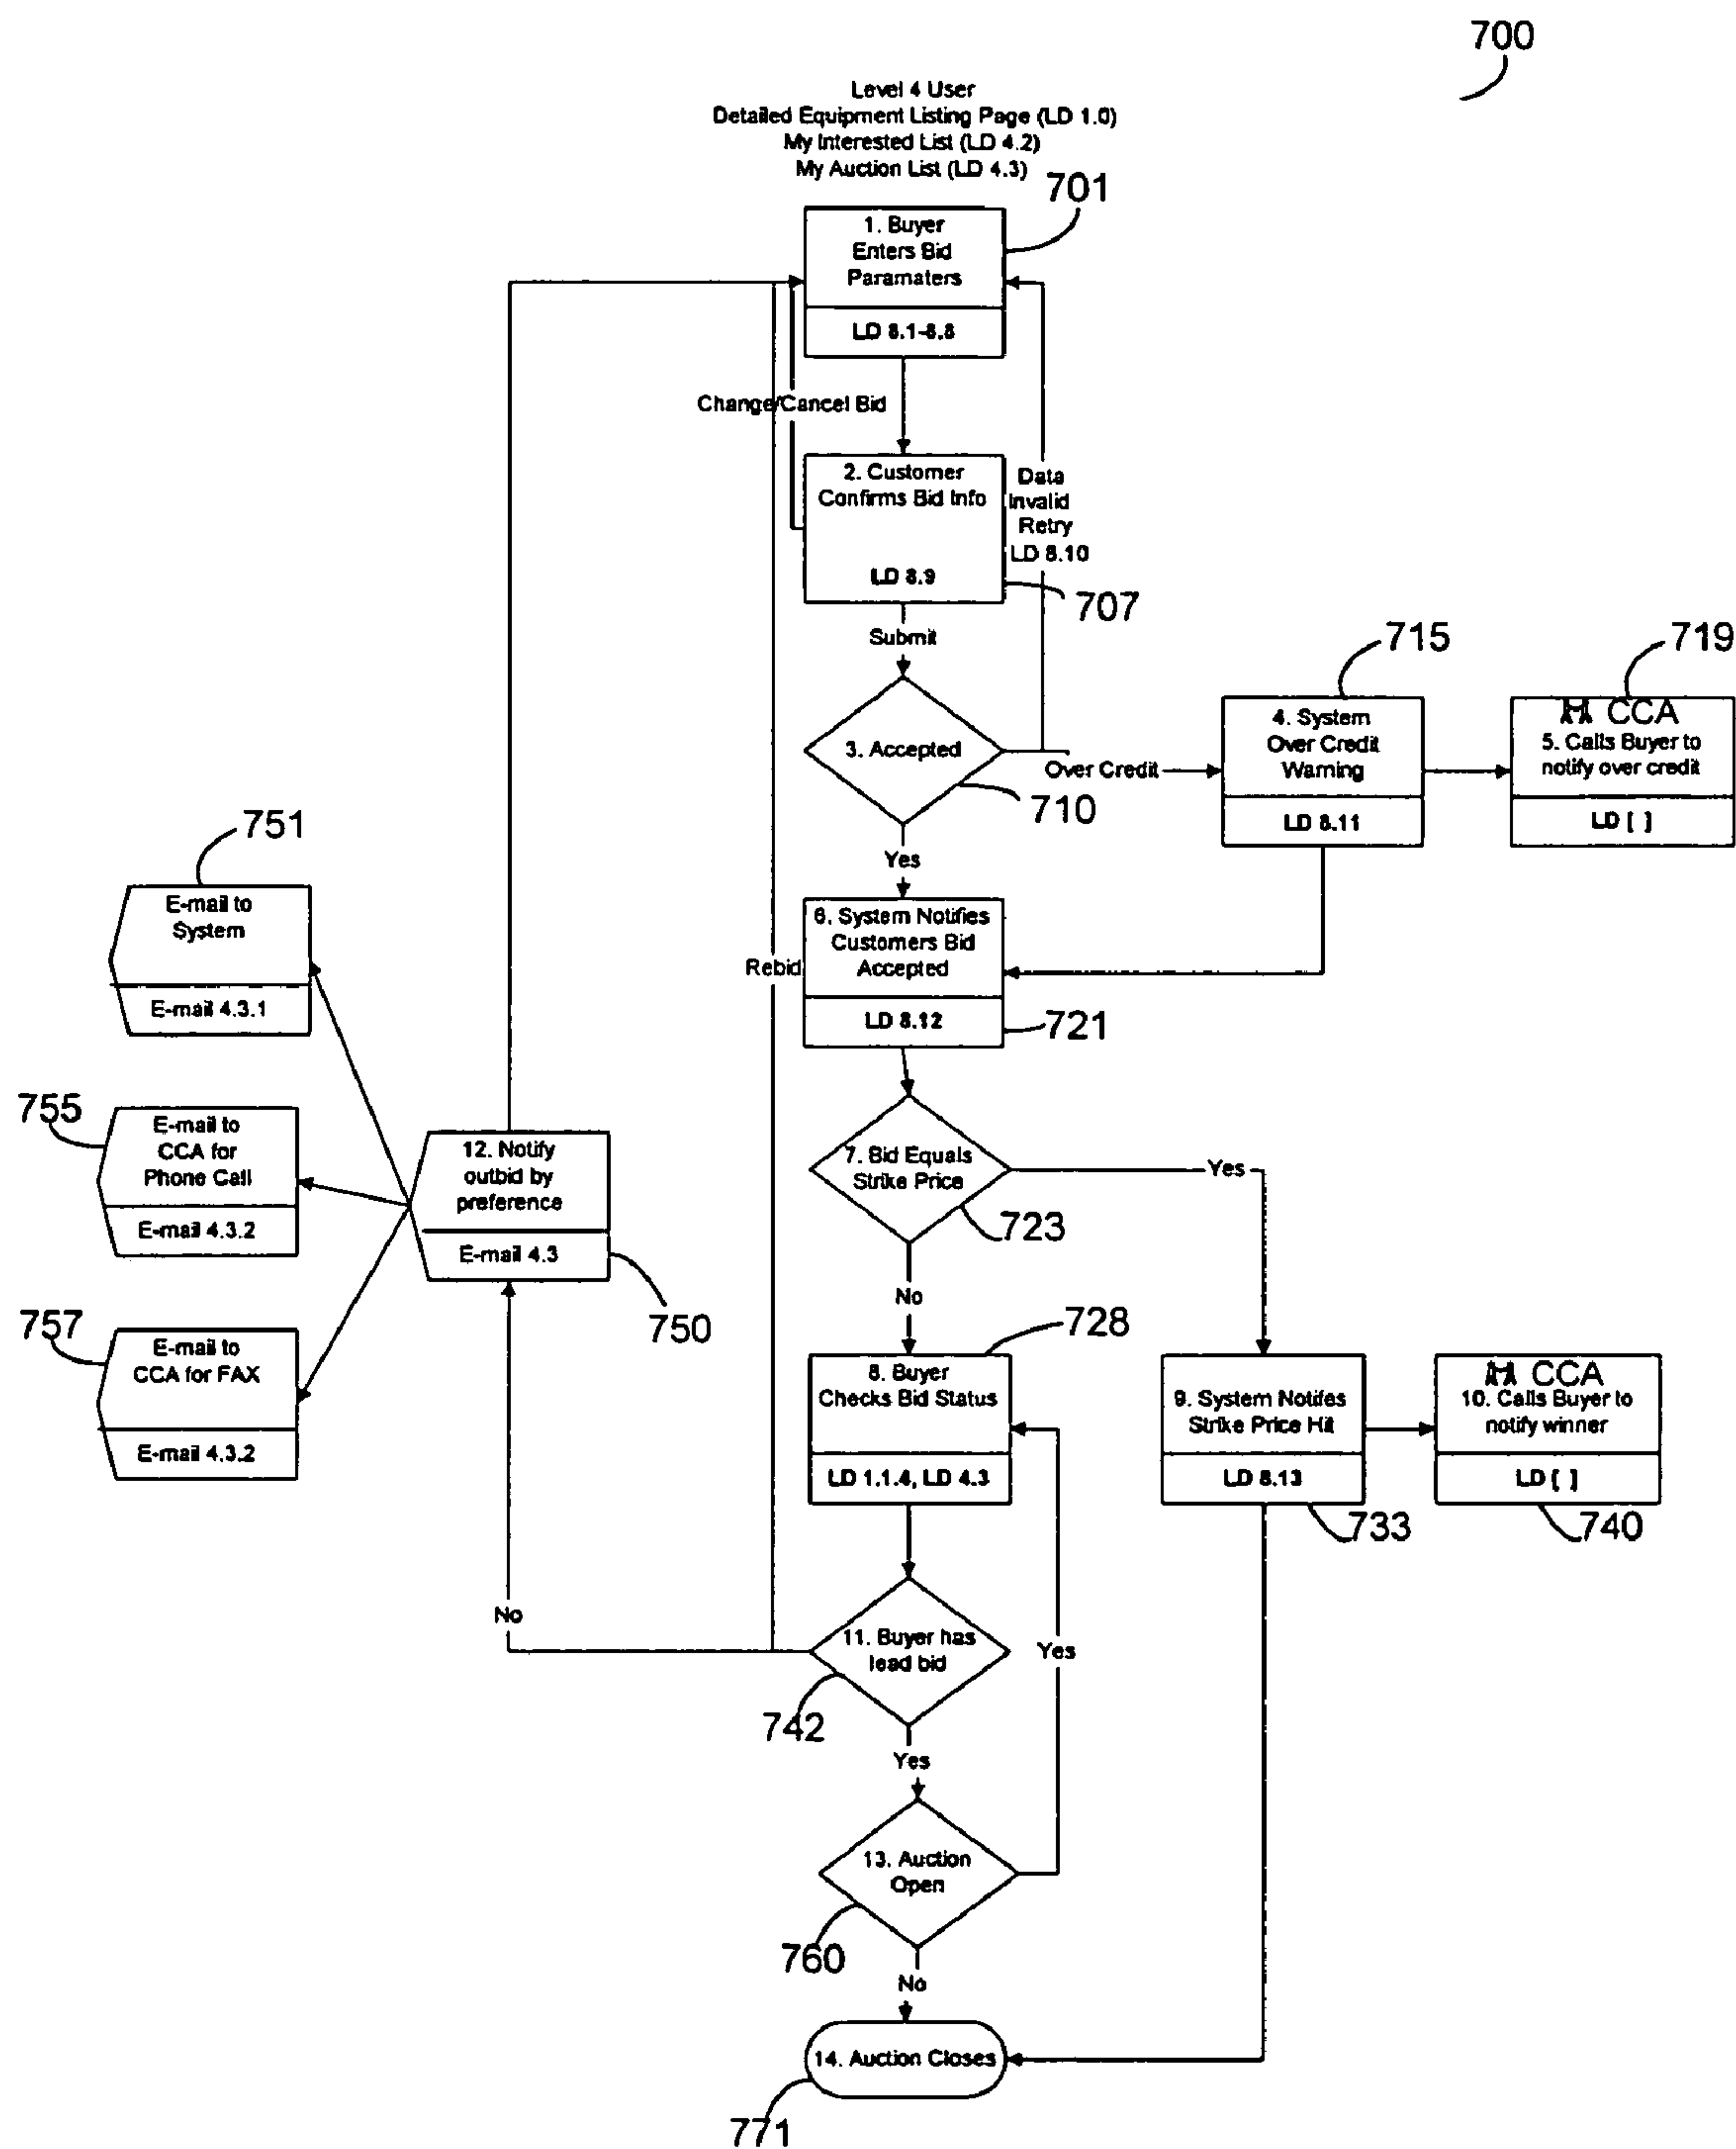 700
Level 4 User
Detailed Equipment Listing Page (LD 1.0)
My Interested List (LD 4.2)
My Auction List (LD 4.3)
701
1. Buyer
Enters Bid
Paramaters
LD 8.1-8.8
Change/Cancel Bid
2. Customer
Confirms Bid Info
LD 8.9
Data
Invalid
Retry
LD 8.10
707
Submit
3. Accepted
710
Over Credit
715
4. System
Over Credit
Warning
LD 8.11
719
CCA
5. Calls Buyer to
notify over credit
LD [ ]
Yes
6. System Notifies
Customers Bid
Accepted
LD 8.12
721
Rebid
751
E-mail to
System
E-mail 4.3.1
755
E-mail to
CCA for
Phone Call
E-mail 4.3.2
757
E-mail to
CCA for FAX
E-mail 4.3.2
12. Notify
outbid by
preference
E-mail 4.3
750
7. Bid Equals
Strike Price
723
Yes
No
728
8. Buyer
Checks Bid Status
LD 1.1.4, LD 4.3
9. System Notifes
Strike Price Hit
LD 8.13
733
CCA
10. Calls Buyer to
notify winner
LD [ ]
740
No
11. Buyer has
lead bid
742
Yes
Yes
13. Auction
Open
760
No
14. Auction Closes
771